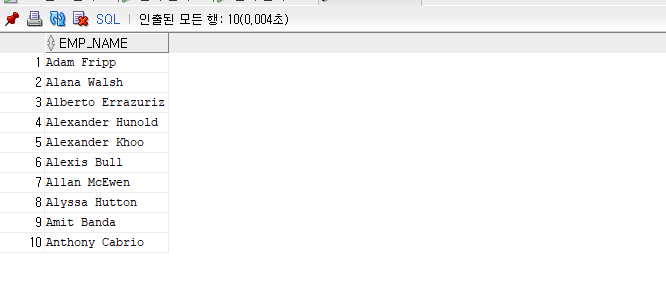 SQL | 인출된 모든 행: 10(0,004초)
EMP_NAME
1 Adam Fripp
2 Alana Walsh
3 Alberto Errazuriz
4 Alexander Hunold
5 Alexander Khoo
6 Alexis Bull
7 Allan McEwen
8 Alyssa Hutton
9 Amit Banda
10 Anthony Cabrio